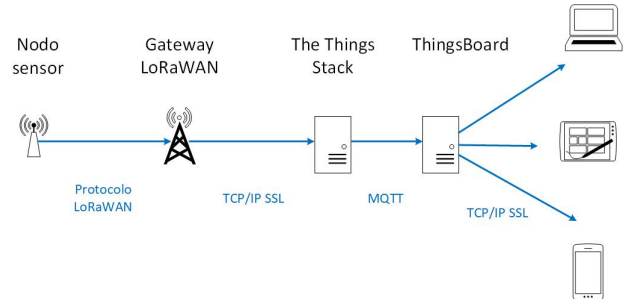 Nodo
sensor
Gateway
LoRaWAN
The Things
Stack
ThingsBoard
Protocolo
LoRaWAN
TCP/IP SSL
MQTT
TCP/IP SSL